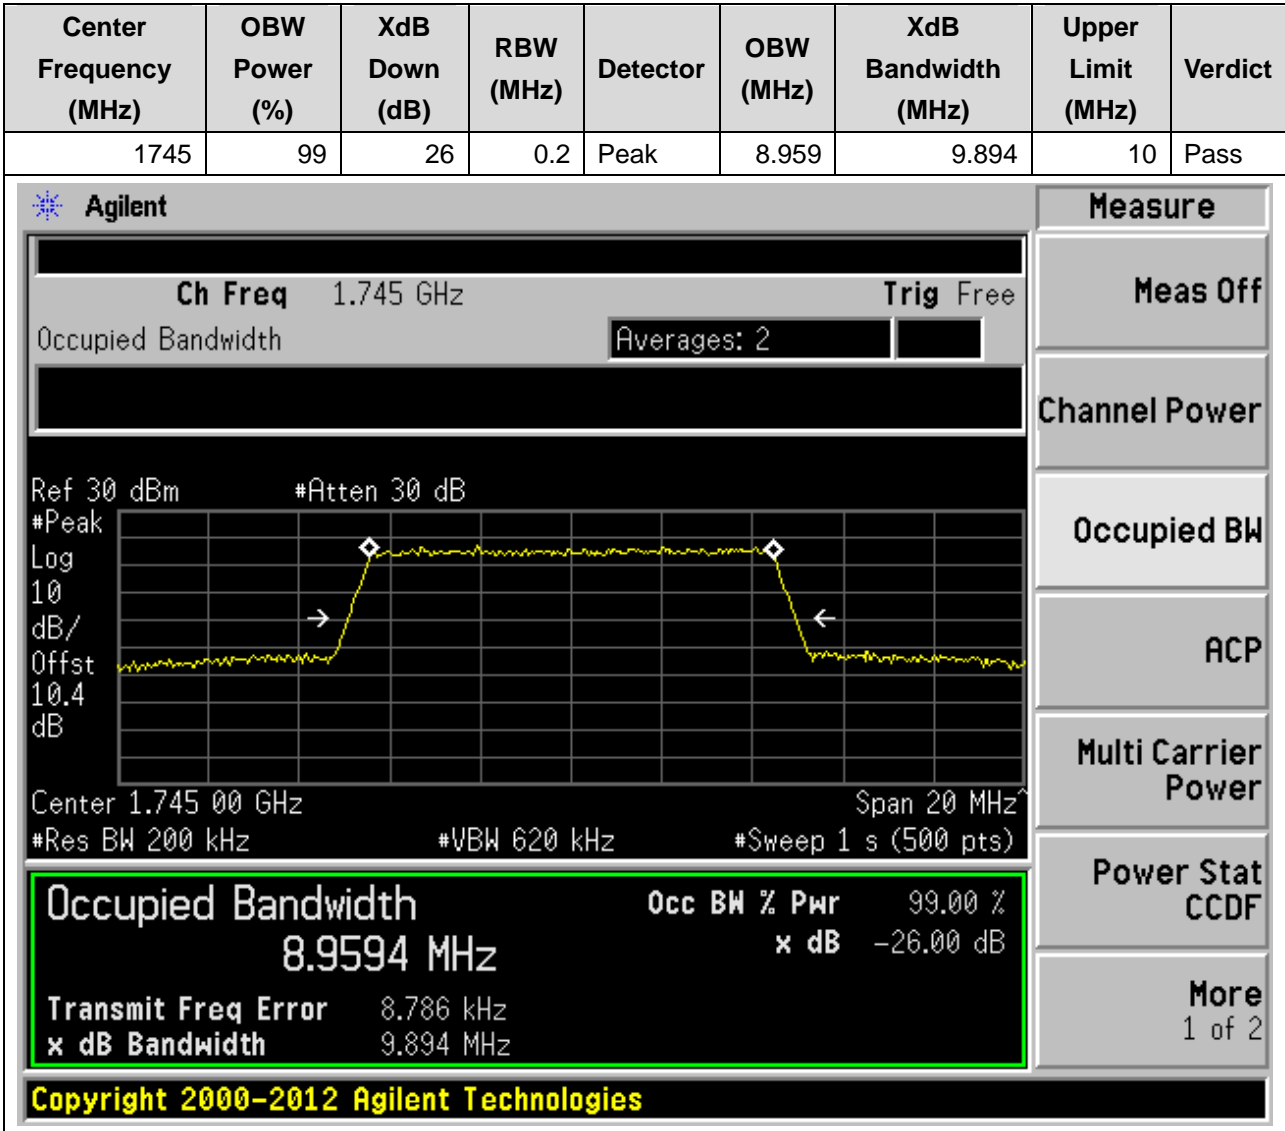 Center Frequency (MHz) OBW Power (%) XdB Down (dB) RBW (MHz) Detector OBW (MHz) XdB Bandwidth (MHz) Upper Limit (MHz) Verdict
1745 99 26 0.2 Peak 8.959 9.894 10 Pass
Agilent
Measure
Ch Freq 1.745 GHz Trig Free
Occupied Bandwidth Averages: 2
Meas Off
Channel Power
Occupied BW
ACP
Multi Carrier
Power
Power Stat
CCDF
More
1 of 2
Ref 30 dBm #Atten 30 dB
#Peak
Log
10
dB/
Offst
10.4
dB
Center 1.745 00 GHz Span 20 MHz^
#Res BW 200 kHz #VBW 620 kHz #Sweep 1 s (500 pts)
Occupied Bandwidth Occ BW % Pwr 99.00 %
8.9594 MHz x dB -26.00 dB
Transmit Freq Error 8.786 kHz
x dB Bandwidth 9.894 MHz
Copyright 2000-2012 Agilent Technologies